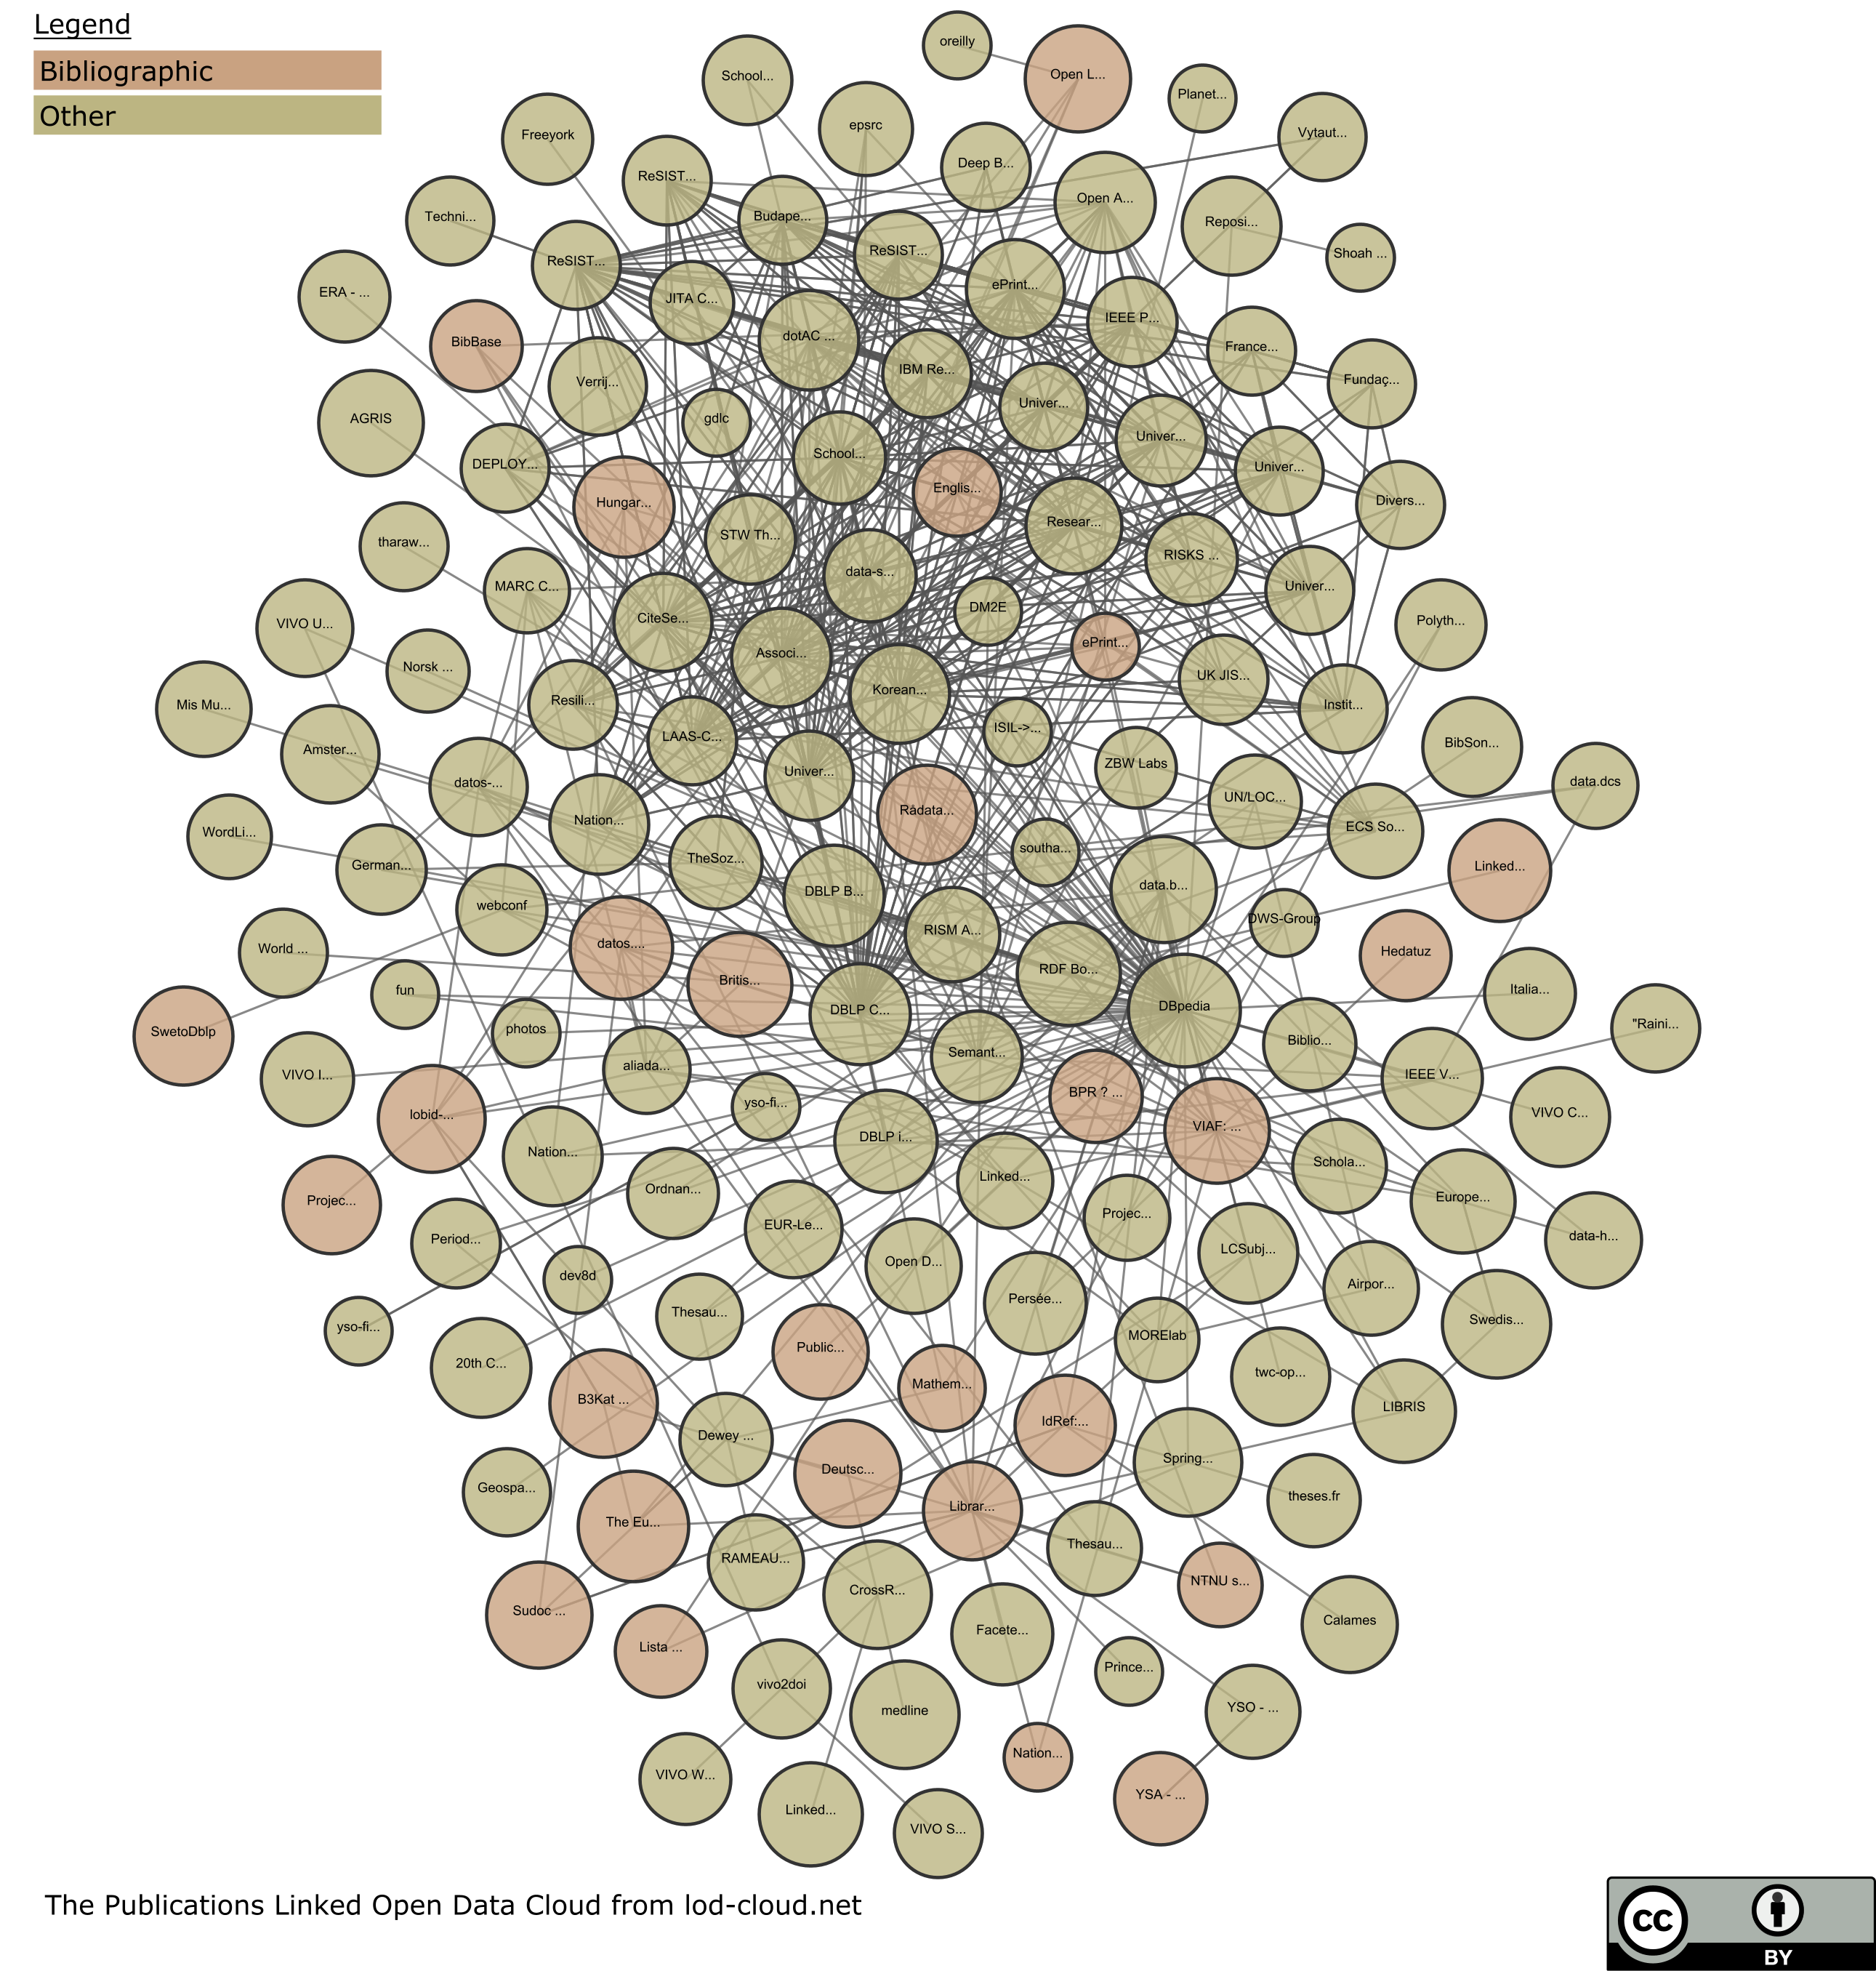 Legend
Bibliographic
Other
oreilly
Open L...
School...
Planet...
epsrc
Freeyork
Vytaut...
Deep B...
ReSIST...
Open A...
Techni...
Budape...
Reposi...
ReSIST...
Shoah ...
ReSIST...
ePrint...
ERA - ...
JITA C...
IEEE P...
dotAC ...
BibBase
France...
IBM Re...
Verrij...
Fundaç...
Univer...
AGRIS
gdlc
Univer...
School...
DEPLOY...
Univer...
Englis...
Hungar...
Divers...
Resear...
STW Th...
tharaw...
RISKS ...
data-s...
MARC C...
Univer...
DM2E
CiteSe...
Polyth...
VIVO U...
ePrint...
Associ...
Norsk ...
UK JIS...
Korean...
Resili...
Mis Mu...
Instit...
ISIL->...
LAAS-C...
BibSon...
Amster...
ZBW Labs
Univer...
datos-...
data.dcs
UN/LOC...
Rådata...
Nation...
ECS So...
WordLi...
southa...
TheSoz...
German...
Linked...
data.b...
DBLP B...
webconf
DWS-Group
RISM A...
datos....
World ...
Hedatuz
RDF Bo...
Britis...
fun
Italia...
DBpedia
DBLP C...
"Raini...
photos
SwetoDblp
Biblio...
Semant...
aliada...
VIVO I...
IEEE V...
BPR ? ...
yso-fi...
lobid-...
VIVO C...
VIAF: ...
DBLP i...
Nation...
Schola...
Linked...
Ordnan...
Europe...
Projec...
Projec...
EUR-Le...
Period...
data-h...
LCSubj...
Open D...
dev8d
Airpor...
Persée...
Thesau...
Swedis...
yso-fi...
MORElab
Public...
20th C...
twc-op...
Mathem...
B3Kat ...
LIBRIS
IdRef:...
Dewey ...
Spring...
Deutsc...
Geospa...
theses.fr
Librar...
The Eu...
Thesau...
RAMEAU...
NTNU s...
CrossR...
Sudoc ...
Calames
Facete...
Lista ...
Prince...
vivo2doi
YSO - ...
medline
Nation...
VIVO W...
YSA - ...
Linked...
VIVO S...
The Publications Linked Open Data Cloud from lod-cloud.net
cc
BY